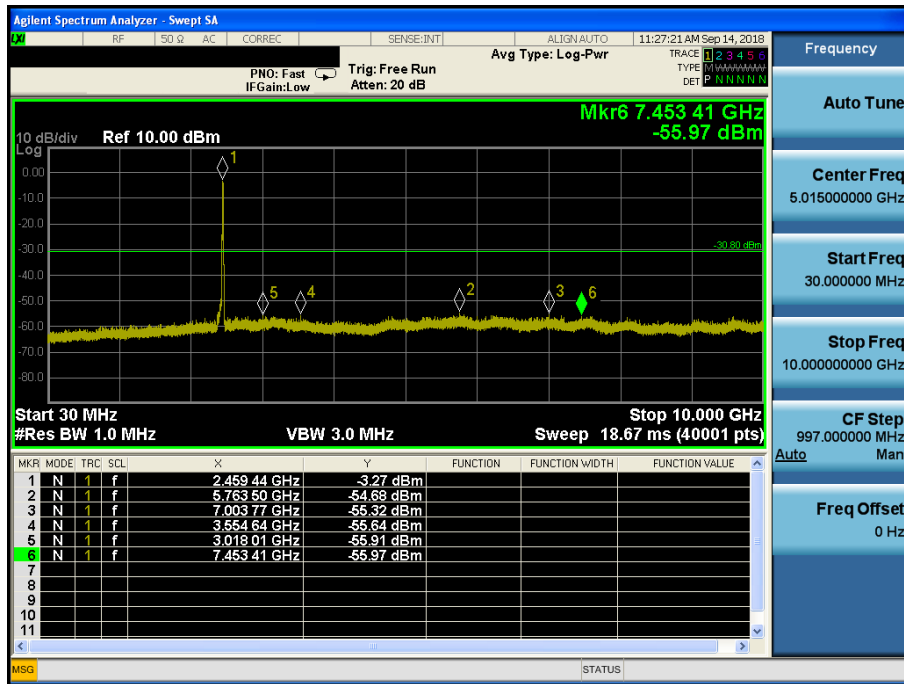 Agilent Spectrum Analyzer - Swept SA
LXI RF 50 Ω AC CORREC SENSE:INT ALIGN AUTO 11:27:21 AM Sep 14, 2018
Frequency
Avg Type: Log-Pwr
TRACE 1 2 3 4 5 6
PNO: Fast Trig: Free Run
TYPE M W W W W W
IFGain:Low Atten: 20 dB
DET P N N N N N
Auto Tune
Mkr6 7.453 41 GHz
-55.97 dBm
10 dB/div Ref 10.00 dBm
Log
1
0.00
-10.0
-20.0
-30.0
-30.80 dBm
-40.0
5 4 2 3 6
-50.0
-60.0
-70.0
-80.0
Center Freq
5.015000000 GHz
Start Freq
30.000000 MHz
Stop Freq
10.000000000 GHz
Start 30 MHz Stop 10.000 GHz
#Res BW 1.0 MHz VBW 3.0 MHz Sweep 18.67 ms (40001 pts)
CF Step
997.000000 MHz
Auto Man
MKR MODE TRC SCL X Y FUNCTION FUNCTION WIDTH FUNCTION VALUE
1 N 1 f 2.459 44 GHz -3.27 dBm
2 N 1 f 5.763 50 GHz -54.68 dBm
3 N 1 f 7.003 77 GHz -55.32 dBm
4 N 1 f 3.554 64 GHz -55.64 dBm
5 N 1 f 3.018 01 GHz -55.91 dBm
6 N 1 f 7.453 41 GHz -55.97 dBm
7
8
9
10
11
Freq Offset
0 Hz
MSG STATUS